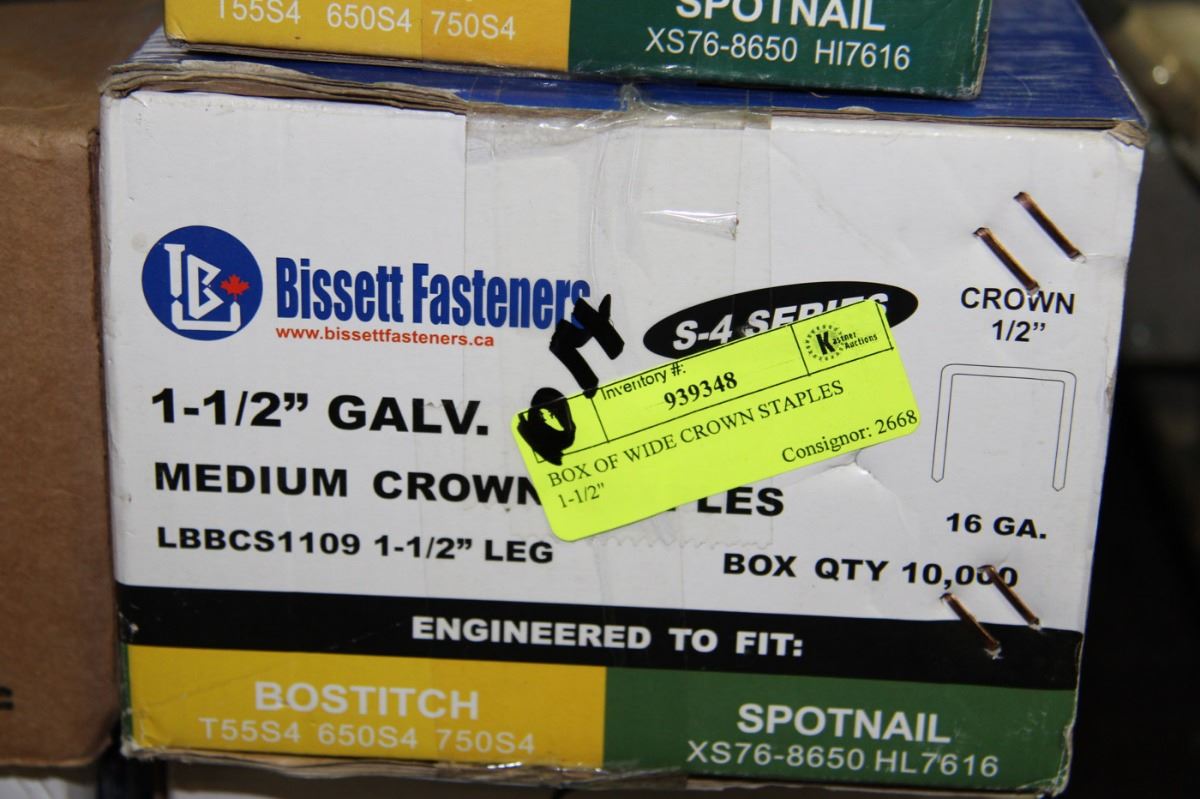 T55S4 650S4 750S4
SPOTNAIL
XS76-8650 HI7616
LB
Bissett Fasteners
www.bissettfasteners.ca
S-4 SERIES
CROWN
1/2”
1-1/2” GALV.
Inventory #:
939348
Kastner
Auctions
BOX OF WIDE CROWN STAPLES
1-1/2"
Consignor: 2668
MEDIUM CROWN LES
LBBCS1109 1-1/2” LEG
16 GA.
BOX QTY 10,000
ENGINEERED TO FIT:
BOSTITCH
T55S4 650S4 750S4
SPOTNAIL
XS76-8650 HL7616